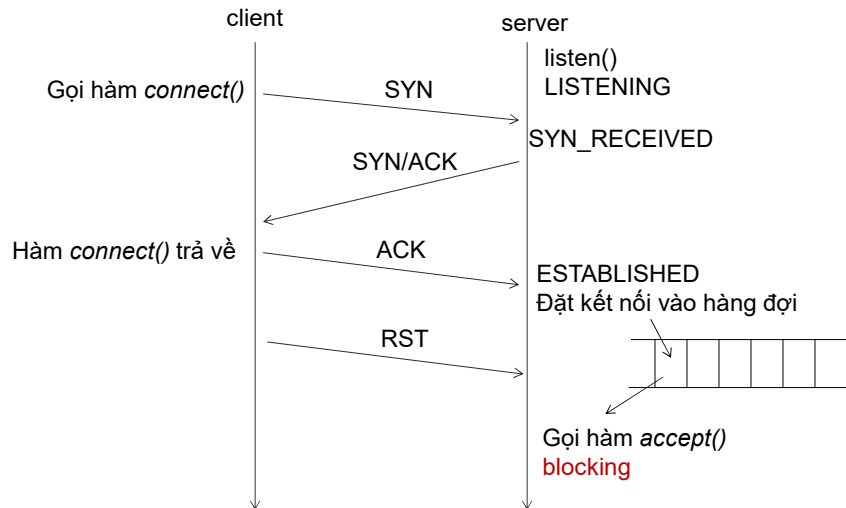 client
server
listen()
LISTENING
Gọi hàm connect()
SYN
SYN_RECEIVED
SYN/ACK
Hàm connect() trả về
ACK
ESTABLISHED
Đặt kết nối vào hàng đợi
RST
Gọi hàm accept()
blocking